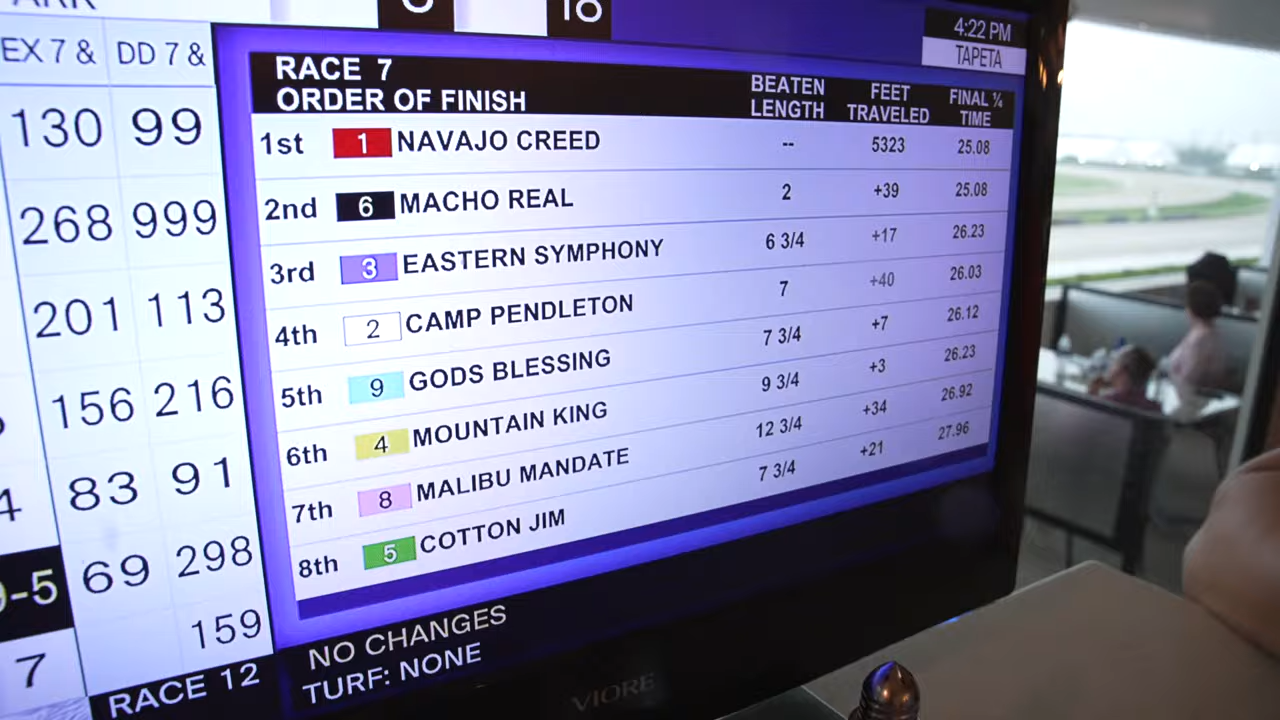 EX 7 & DD 7 &
130 99
268 999
201 113
156 216
83 91
69 298
159
9-5
7
RACE 12
18
4:22 PM
TAPETA
RACE 7
ORDER OF FINISH
BEATEN LENGTH
FEET TRAVELED
FINAL ¼ TIME
1st 1 NAVAJO CREED -- 5323 25.08
2nd 6 MACHO REAL 2 +39 25.08
3rd 3 EASTERN SYMPHONY 6 3/4 +17 26.23
4th 2 CAMP PENDLETON 7 +40 26.03
5th 9 GODS BLESSING 7 3/4 +7 26.12
6th 4 MOUNTAIN KING 9 3/4 +3 26.23
7th 8 MALIBU MANDATE 12 3/4 +34 26.92
8th 5 COTTON JIM 7 3/4 +21 27.96
NO CHANGES
TURF: NONE
VIORE